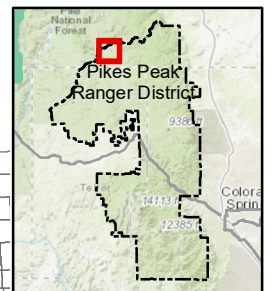 Pike
National
Forest
Pikes Peak
Ranger District
9380 ft
Colora
Sprin
14113 ft
Teller
12385 ft